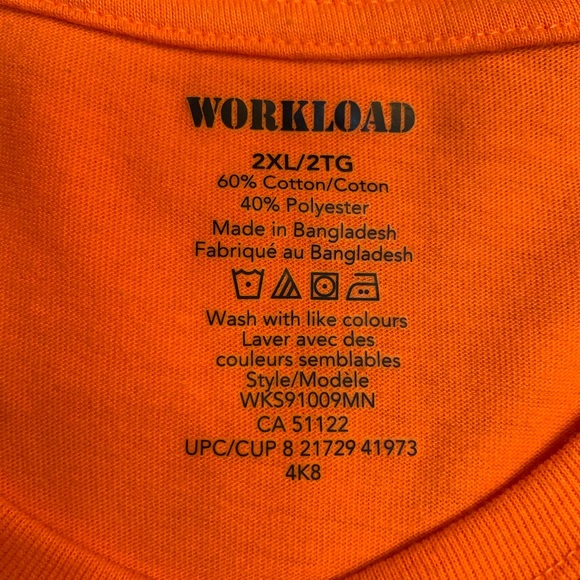 WORKLOAD
2XL/2TG
60% Cotton/Coton
40% Polyester
Made in Bangladesh
Fabriqué au Bangladesh
Wash with like colours
Laver avec des
couleurs semblables
Style/Modèle
WKS91009MN
CA 51122
UPC/CUP 8 21729 41973
4K8